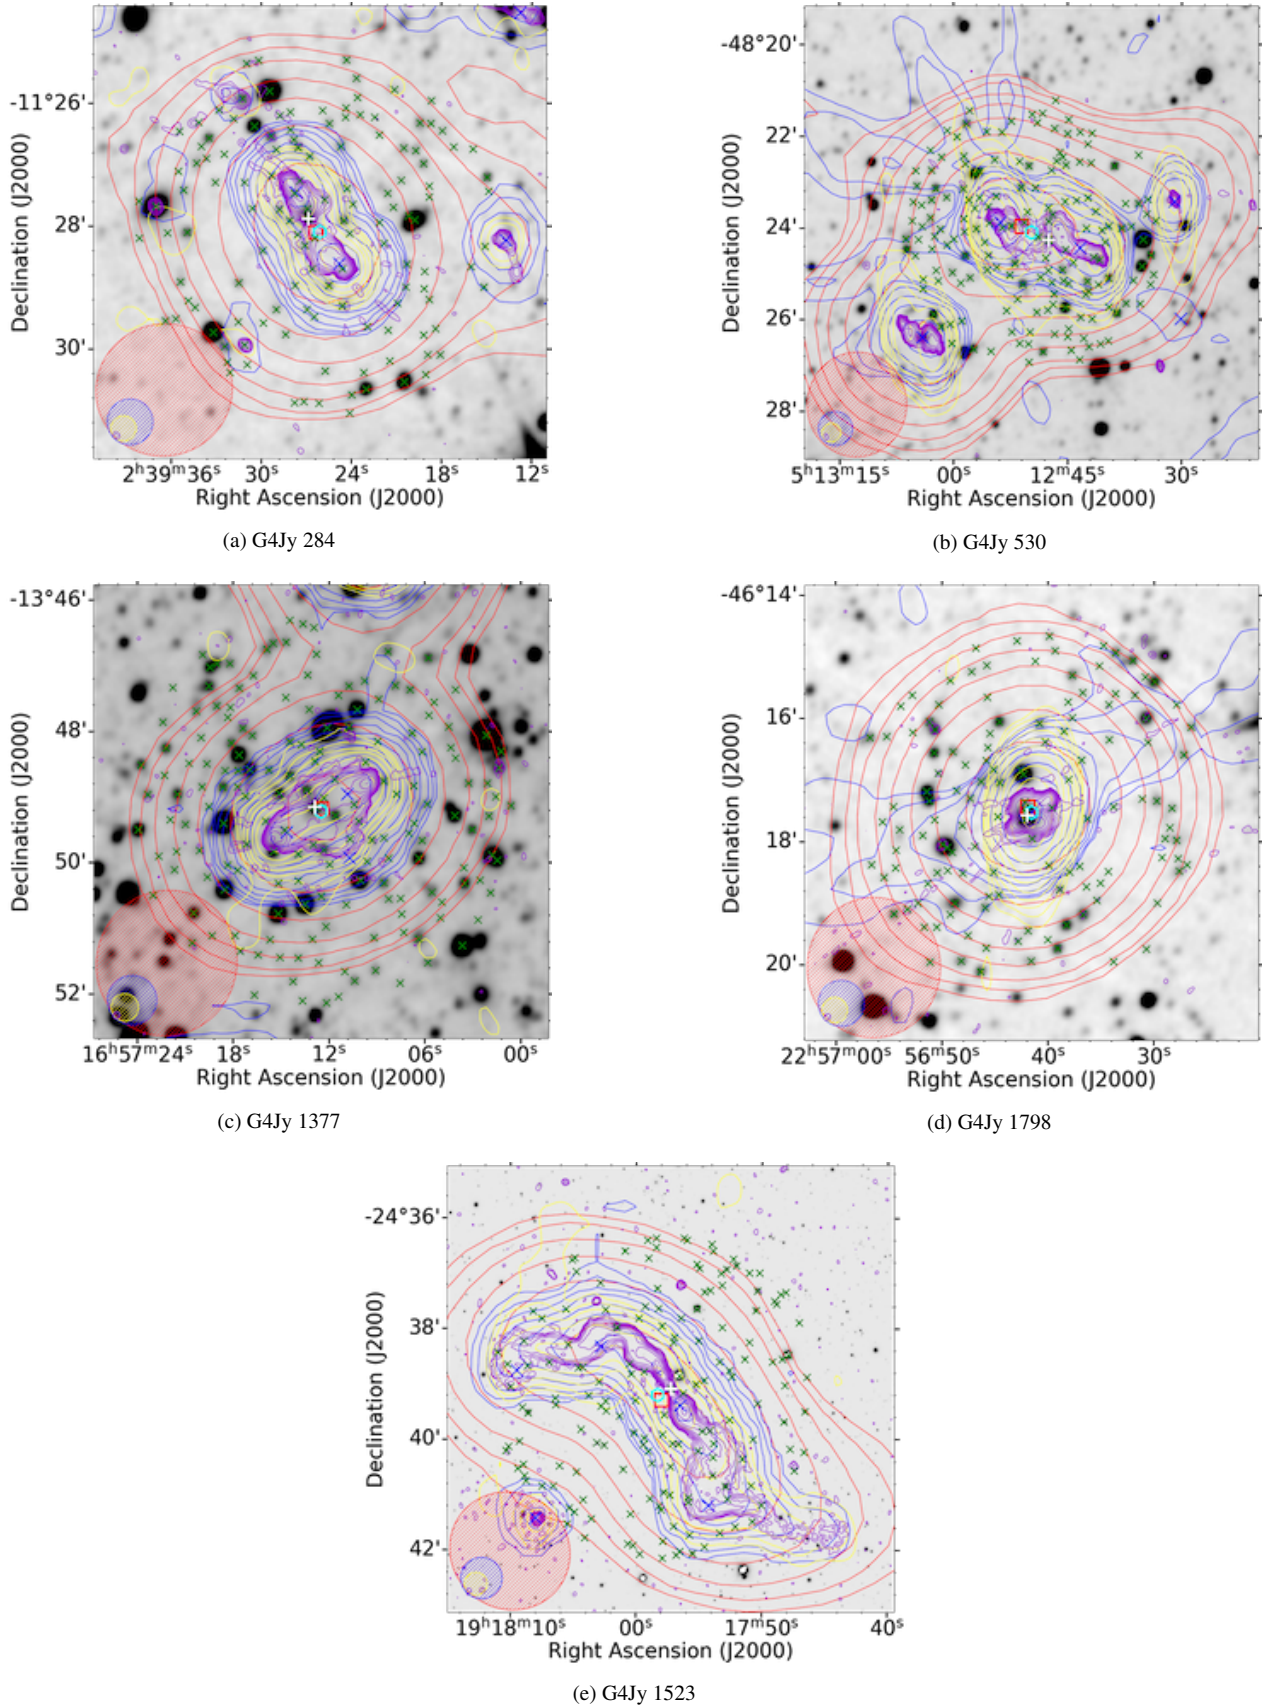 -11°26'
28'
30'
Declination (J2000)
2ʰ39ᵐ36ˢ 30ˢ 24ˢ 18ˢ 12ˢ
Right Ascension (J2000)
(a) G4Jy 284
-48°20'
22'
24'
26'
28'
Declination (J2000)
5ʰ13ᵐ15ˢ 00ˢ 12ᵐ45ˢ 30ˢ
Right Ascension (J2000)
(b) G4Jy 530
-13°46'
48'
50'
52'
Declination (J2000)
16ʰ57ᵐ24ˢ 18ˢ 12ˢ 06ˢ 00ˢ
Right Ascension (J2000)
(c) G4Jy 1377
-46°14'
16'
18'
20'
Declination (J2000)
22ʰ57ᵐ00ˢ 56ᵐ50ˢ 40ˢ 30ˢ
Right Ascension (J2000)
(d) G4Jy 1798
-24°36'
38'
40'
42'
Declination (J2000)
19ʰ18ᵐ10ˢ 00ˢ 17ᵐ50ˢ 40ˢ
Right Ascension (J2000)
(e) G4Jy 1523